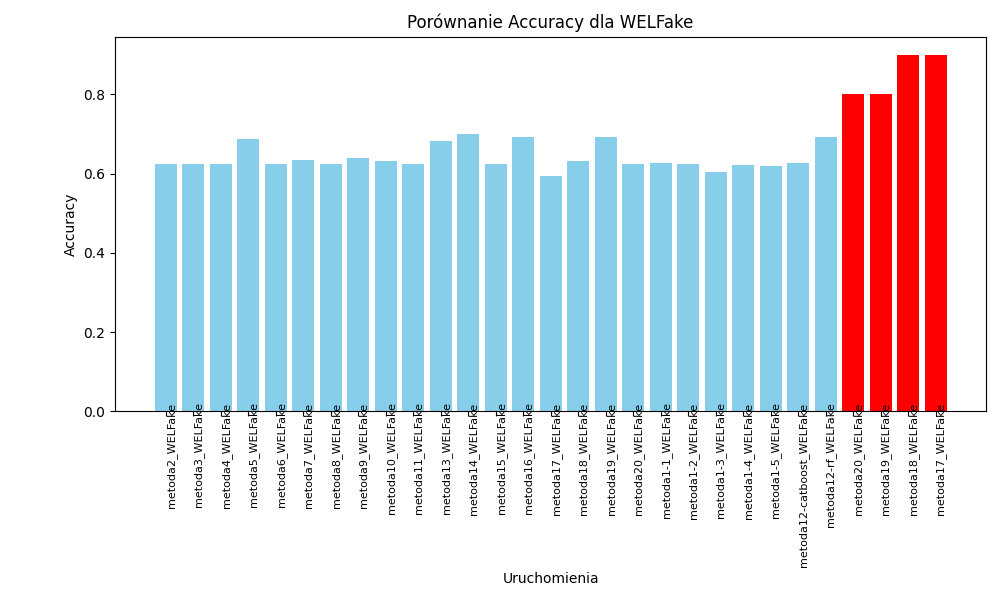 Porównanie Accuracy dla WELFake
Accuracy
0.8
0.6
0.4
0.2
0.0
metoda2_WELFake
metoda3_WELFake
metoda4_WELFake
metoda5_WELFake
metoda6_WELFake
metoda7_WELFake
metoda8_WELFake
metoda9_WELFake
metoda10_WELFake
metoda11_WELFake
metoda13_WELFake
metoda14_WELFake
metoda15_WELFake
metoda16_WELFake
metoda17_WELFake
metoda18_WELFake
metoda19_WELFake
metoda20_WELFake
metoda1-1_WELFake
metoda1-2_WELFake
metoda1-3_WELFake
metoda1-4_WELFake
metoda1-5_WELFake
metoda12-catboost_WELFake
metoda12-rf_WELFake
metoda20_WELFake
metoda19_WELFake
metoda18_WELFake
metoda17_WELFake
Uruchomienia